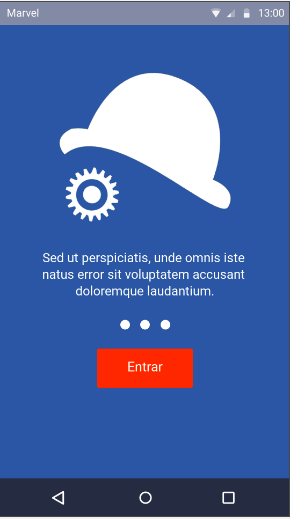 Marvel 13:00
Sed ut perspiciatis, unde omnis iste
natus error sit voluptatem accusant
doloremque laudantium.
Entrar